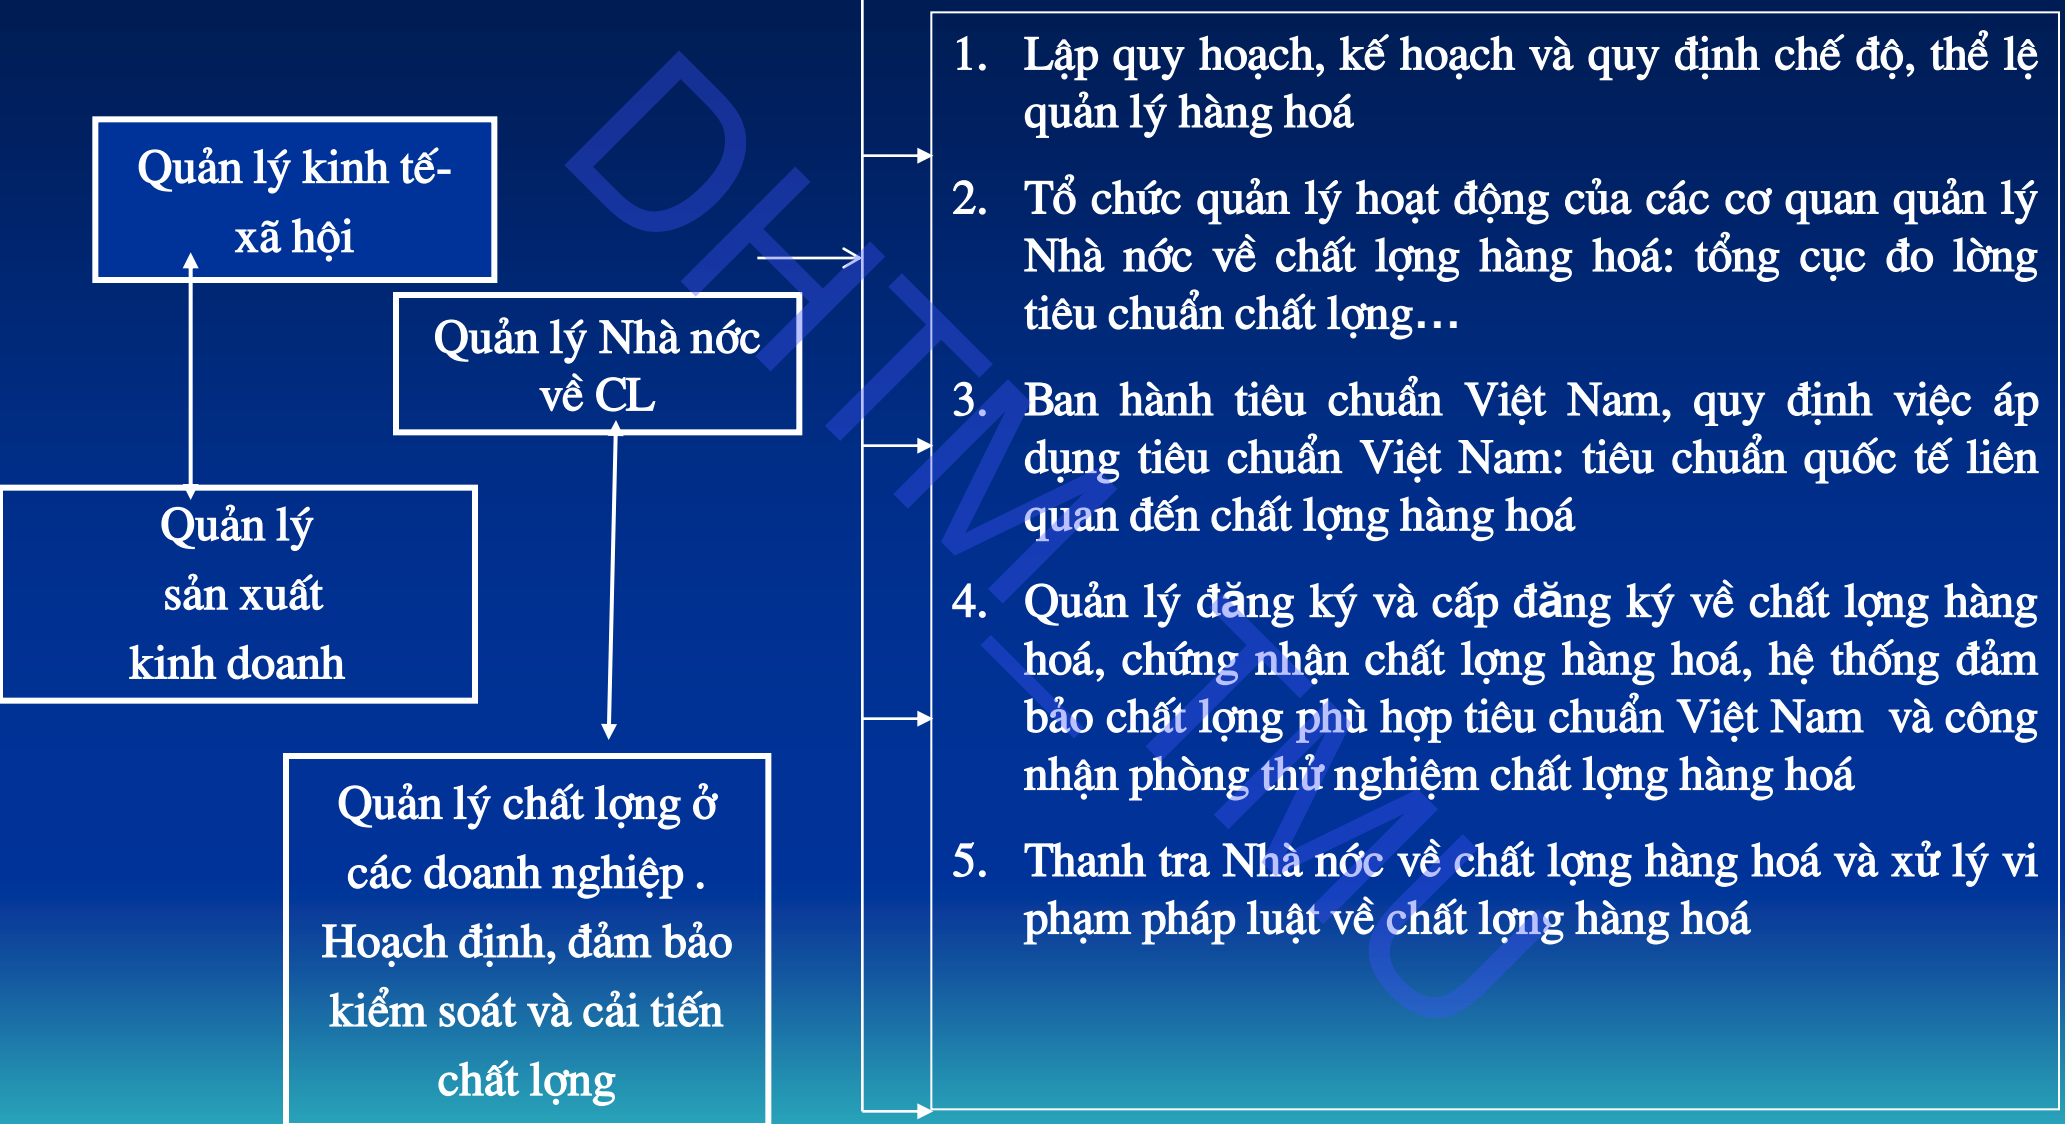 Quản lý kinh tế-
xã hội
Quản lý Nhà nớc
về CL
Quản lý
sản xuất
kinh doanh
Quản lý chất lợng ở
các doanh nghiệp .
Hoạch định, đảm bảo
kiểm soát và cải tiến
chất lợng
1. Lập quy hoạch, kế hoạch và quy định chế độ, thể lệ
quản lý hàng hoá
2. Tổ chức quản lý hoạt động của các cơ quan quản lý
Nhà nớc về chất lợng hàng hoá: tổng cục đo lờng
tiêu chuẩn chất lợng...
3. Ban hành tiêu chuẩn Việt Nam, quy định việc áp
dụng tiêu chuẩn Việt Nam: tiêu chuẩn quốc tế liên
quan đến chất lợng hàng hoá
4. Quản lý đăng ký và cấp đăng ký về chất lợng hàng
hoá, chứng nhận chất lợng hàng hoá, hệ thống đảm
bảo chất lợng phù hợp tiêu chuẩn Việt Nam và công
nhận phòng thử nghiệm chất lợng hàng hoá
5. Thanh tra Nhà nớc về chất lợng hàng hoá và xử lý vi
phạm pháp luật về chất lợng hàng hoá
DHTM_TMU